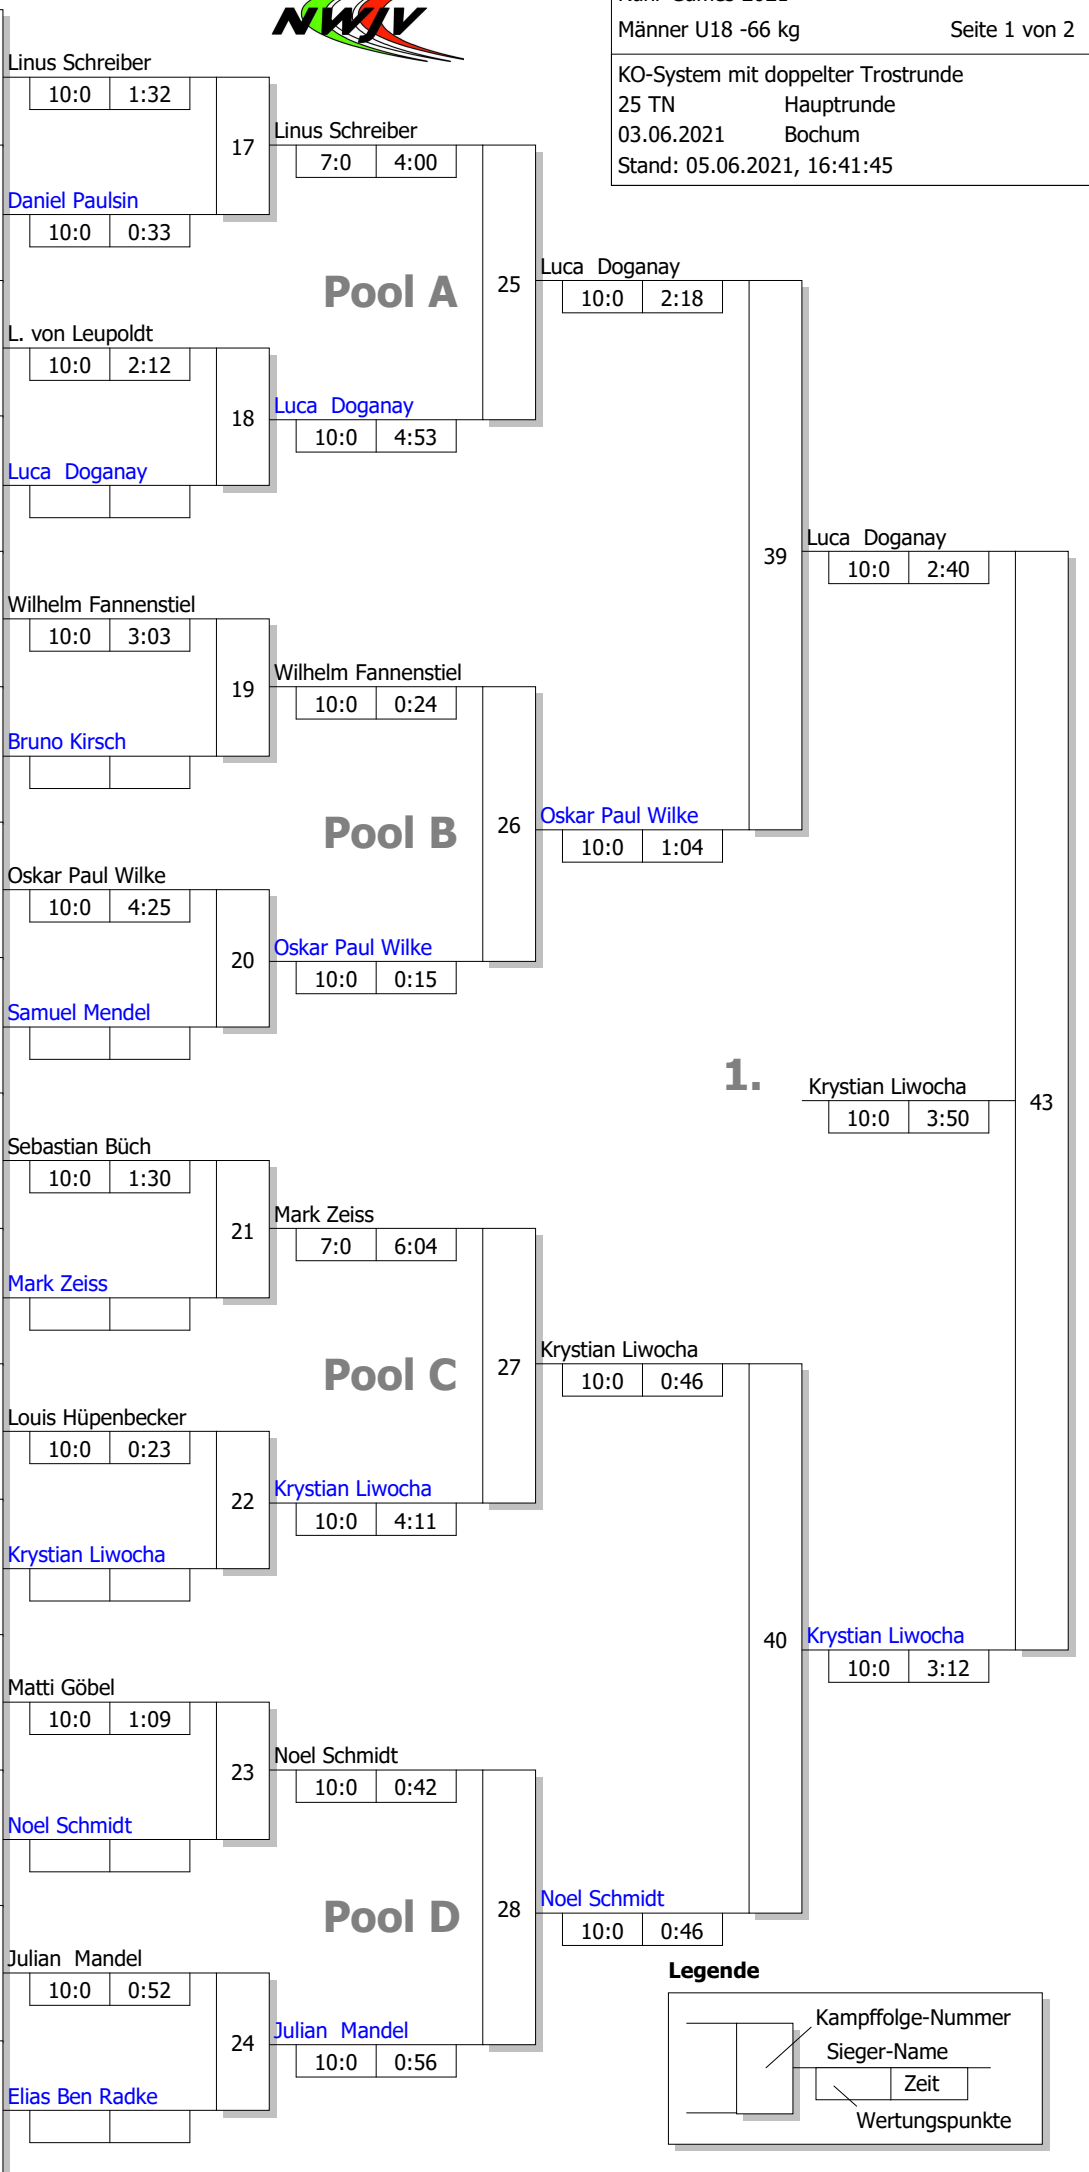 NWJV
Männer U18 -66 kg Seite 1 von 2
KO-System mit doppelter Trostrunde
25 TN Hauptrunde
03.06.2021 Bochum
Stand: 05.06.2021, 16:41:45
Linus Schreiber
10:0 1:32
17
Linus Schreiber
7:0 4:00
Daniel Paulsin
10:0 0:33
Pool A
25
Luca Doganay
10:0 2:18
L. von Leupoldt
10:0 2:12
18
Luca Doganay
10:0 4:53
Luca Doganay
39
Luca Doganay
10:0 2:40
Wilhelm Fannenstiel
10:0 3:03
19
Wilhelm Fannenstiel
10:0 0:24
Bruno Kirsch
Pool B
26
Oskar Paul Wilke
10:0 1:04
Oskar Paul Wilke
10:0 4:25
20
Oskar Paul Wilke
10:0 0:15
Samuel Mendel
1.
Krystian Liwocha
10:0 3:50
43
Sebastian Büch
10:0 1:30
21
Mark Zeiss
7:0 6:04
Mark Zeiss
Pool C
27
Krystian Liwocha
10:0 0:46
Louis Hüpenbecker
10:0 0:23
22
Krystian Liwocha
10:0 4:11
Krystian Liwocha
40
Krystian Liwocha
10:0 3:12
Matti Göbel
10:0 1:09
23
Noel Schmidt
10:0 0:42
Noel Schmidt
Pool D
28
Noel Schmidt
10:0 0:46
Julian Mandel
10:0 0:52
24
Julian Mandel
10:0 0:56
Elias Ben Radke
Legende
Kampffolge-Nummer
Sieger-Name
Zeit
Wertungspunkte